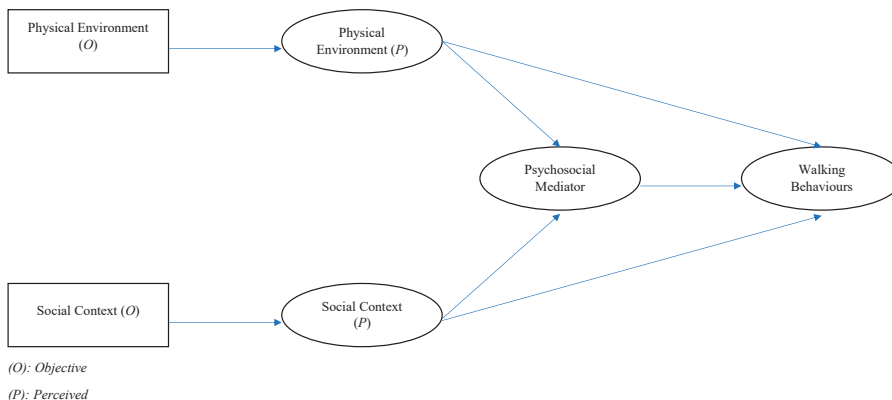 Physical Environment
(O)
Physical
Environment (P)
Psychosocial
Mediator
Walking
Behaviours
Social Context (O)
Social Context
(P)
(O): Objective
(P): Perceived